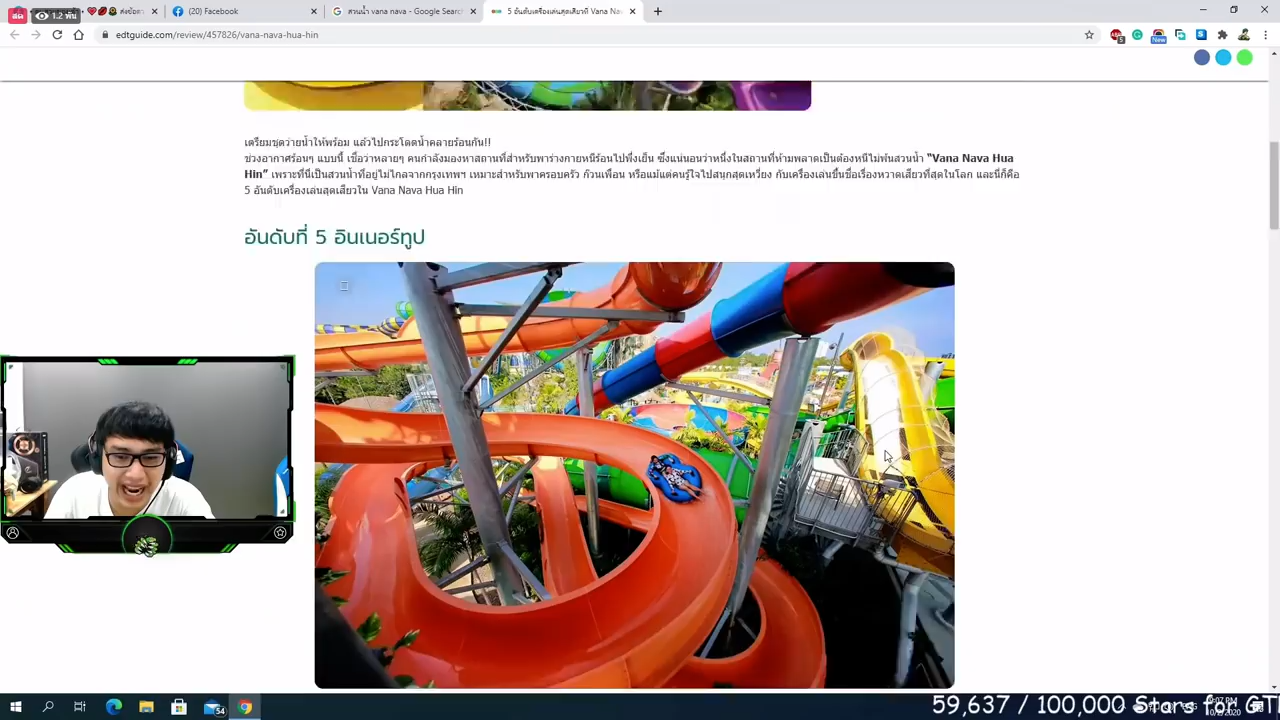 สด 1.2 พัน
(20) Facebook
สวนน้ำ vana nava - Google Searc
5 อันดับเครื่องเล่นสุดเสียวที่ Vana Na
edtguide.com/review/457826/vana-nava-hua-hin
New
เตรียมชุดว่ายน้ำให้พร้อม แล้วไปกระโดดน้ำคลายร้อนกัน!!
ช่วงอากาศร้อนๆ แบบนี้ เชื่อว่าหลายๆ คนกำลังมองหาสถานที่สำหรับพาร่างกายหนีร้อนไปพึ่งเย็น ซึ่งแน่นอนว่าหนึ่งในสถานที่ห้ามพลาดเป็นต้องหนีไม่พ้นสวนน้ำ "Vana Nava Hua
Hin" เพราะที่นี่เป็นสวนน้ำที่อยู่ไม่ไกลจากกรุงเทพฯ เหมาะสำหรับพาครอบครัว ก๊วนเพื่อน หรือแม้แต่คนรู้ใจไปสนุกสุดเหวี่ยง กับเครื่องเล่นขึ้นชื่อเรื่องหวาดเสียวที่สุดในโลก และนี่ก็คือ
5 อันดับเครื่องเล่นสุดเสียวใน Vana Nava Hua Hin
อันดับที่ 5 อินเนอร์ทูป
54
59,637 / 100,000 Stars for GT